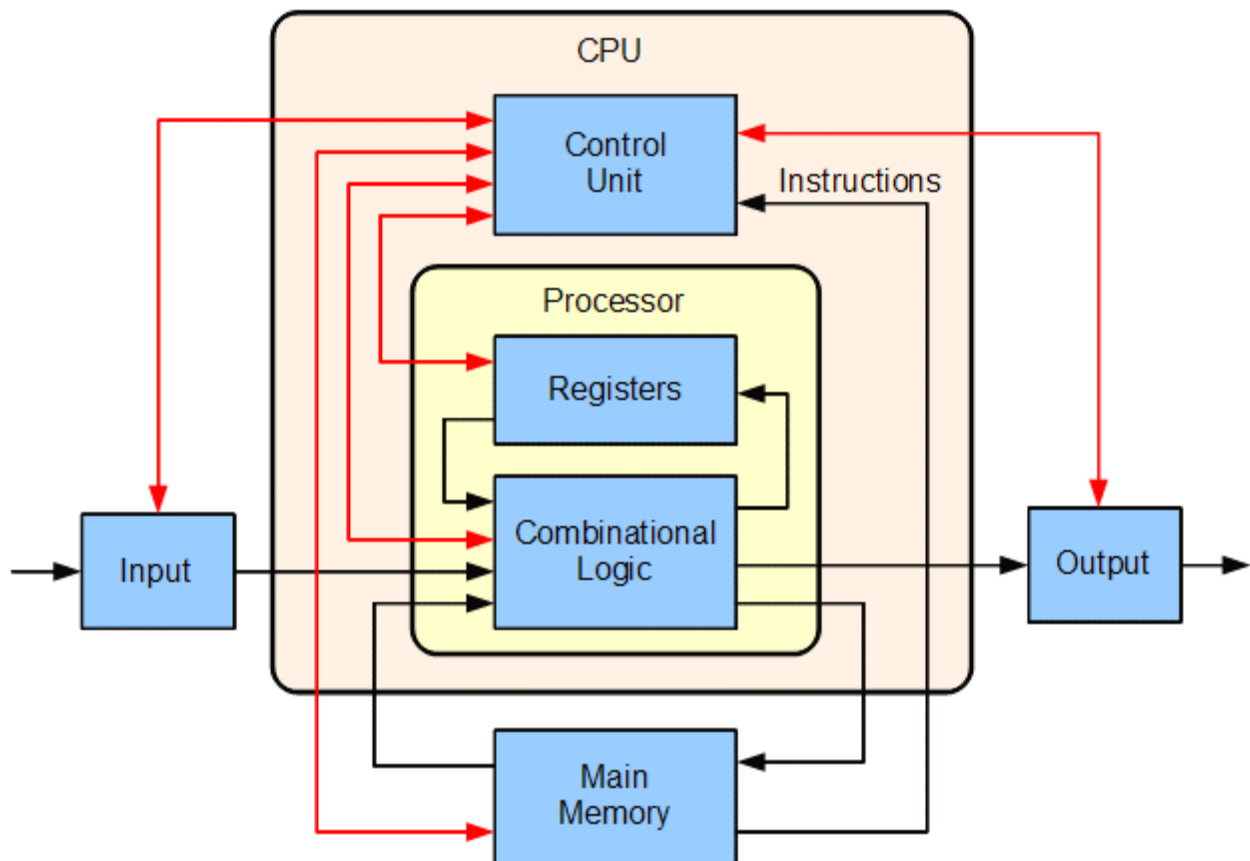 CPU
Control
Unit
Instructions
Processor
Registers
Combinational
Logic
Input
Output
Main
Memory